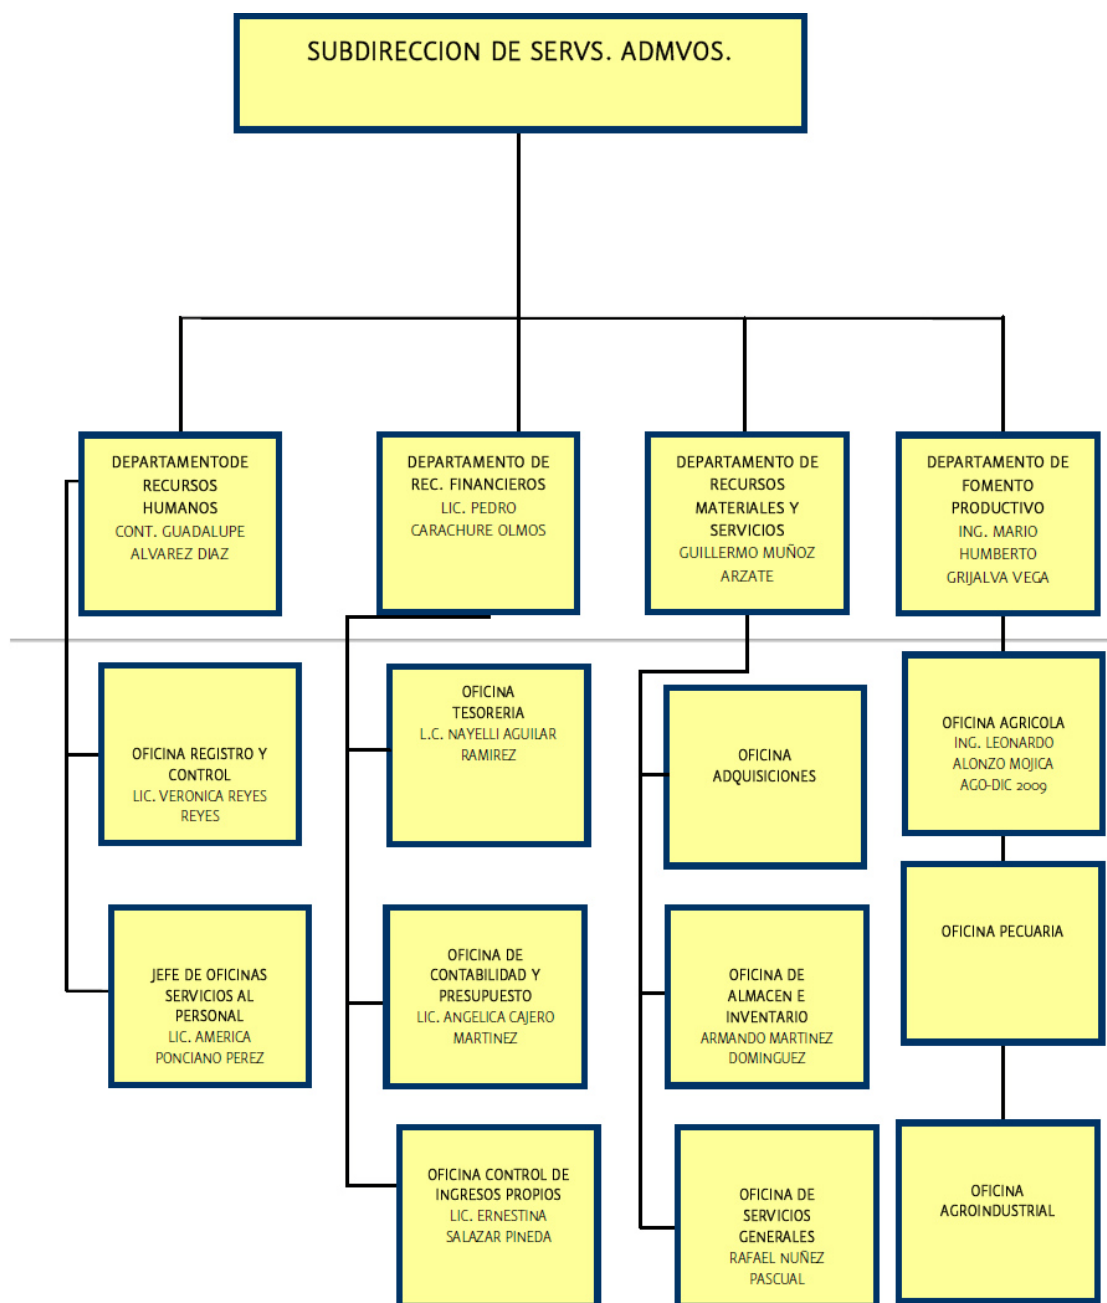 SUBDIRECCION DE SERVS. ADMVOS.
DEPARTAMENTODE
RECURSOS
HUMANOS
CONT. GUADALUPE
ALVAREZ DIAZ
DEPARTAMENTO DE
REC. FINANCIEROS
LIC. PEDRO
CARACHURE OLMOS
DEPARTAMENTO DE
RECURSOS
MATERIALES Y
SERVICIOS
GUILLERMO MUÑOZ
ARZATE
DEPARTAMENTO DE
FOMENTO
PRODUCTIVO
ING. MARIO
HUMBERTO
GRIJALVA VEGA
OFICINA REGISTRO Y
CONTROL
LIC. VERONICA REYES
REYES
OFICINA
TESORERIA
L.C. NAYELLI AGUILAR
RAMIREZ
OFICINA
ADQUISICIONES
OFICINA AGRICOLA
ING. LEONARDO
ALONZO MOJICA
AGO-DIC 2009
JEFE DE OFICINAS
SERVICIOS AL
PERSONAL
LIC. AMERICA
PONCIANO PEREZ
OFICINA DE
CONTABILIDAD Y
PRESUPUESTO
LIC. ANGELICA CAJERO
MARTINEZ
OFICINA DE
ALMACEN E
INVENTARIO
ARMANDO MARTINEZ
DOMINGUEZ
OFICINA PECUARIA
OFICINA CONTROL DE
INGRESOS PROPIOS
LIC. ERNESTINA
SALAZAR PINEDA
OFICINA DE
SERVICIOS
GENERALES
RAFAEL NUÑEZ
PASCUAL
OFICINA
AGROINDUSTRIAL